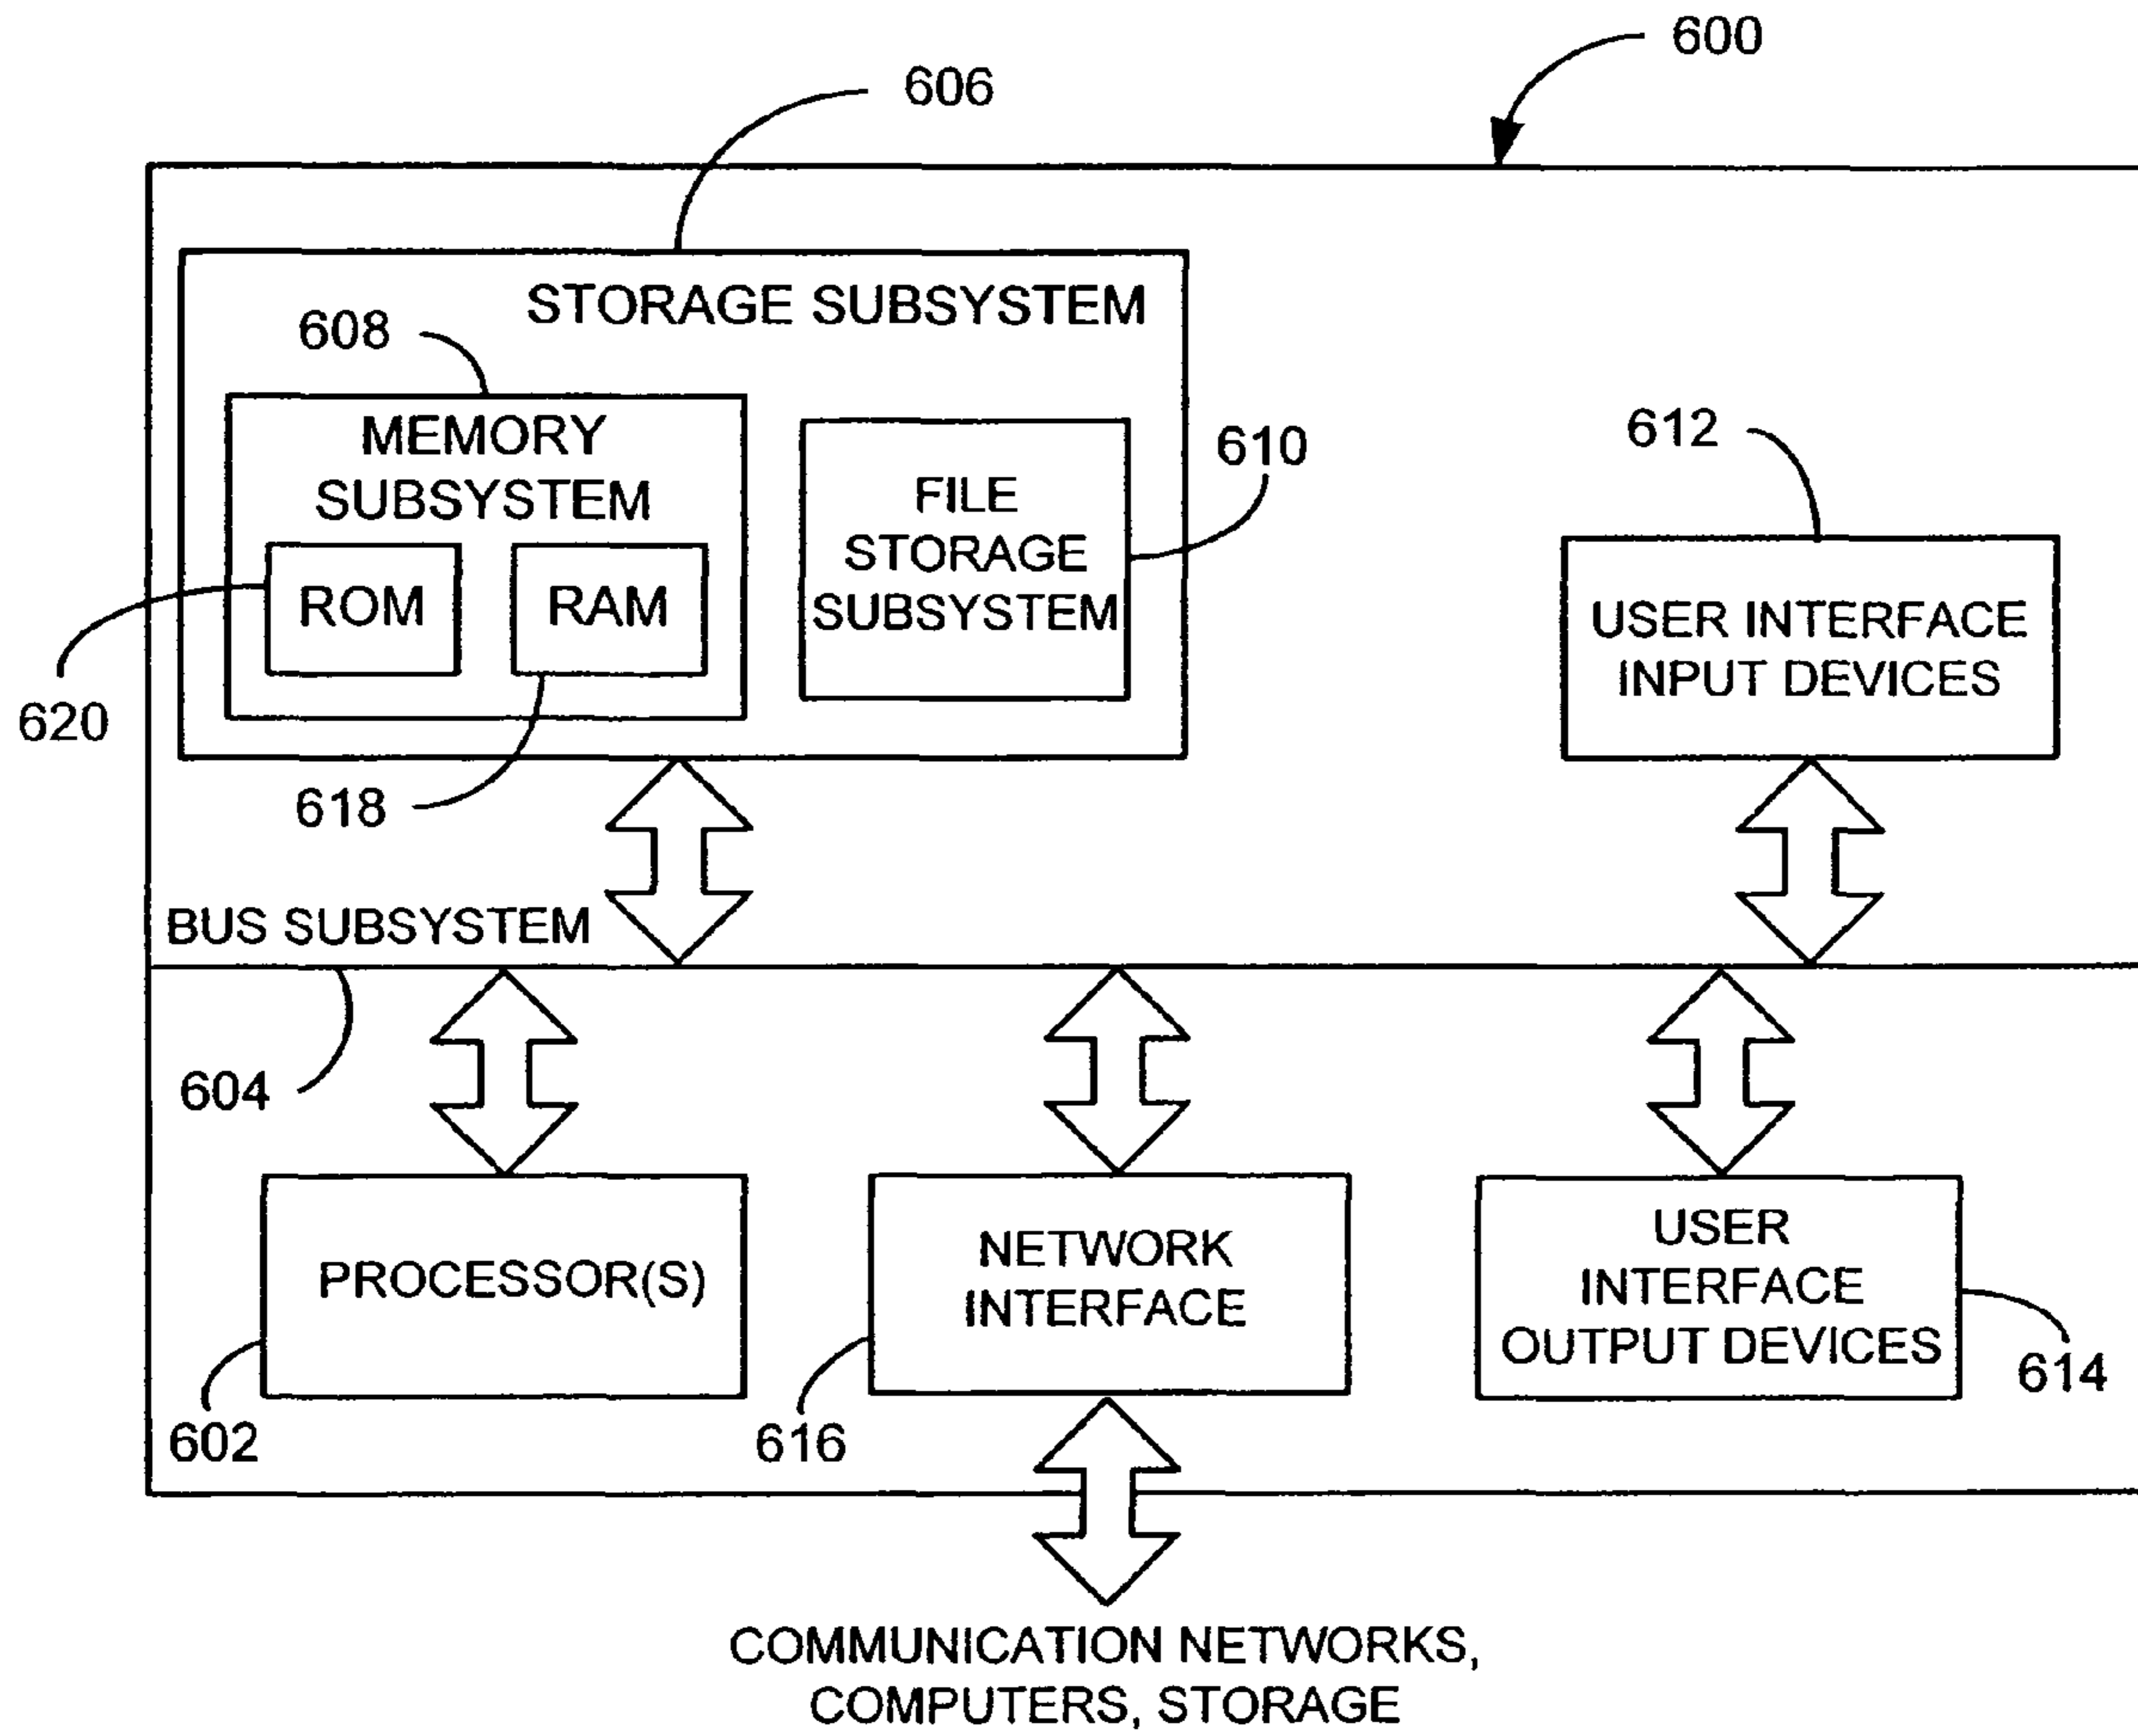 600
606
STORAGE SUBSYSTEM
608
MEMORY
SUBSYSTEM
ROM
RAM
FILE
STORAGE
SUBSYSTEM
610
612
USER INTERFACE
INPUT DEVICES
620
618
BUS SUBSYSTEM
604
PROCESSOR(S)
NETWORK
INTERFACE
USER
INTERFACE
OUTPUT DEVICES
602
616
614
COMMUNICATION NETWORKS,
COMPUTERS, STORAGE